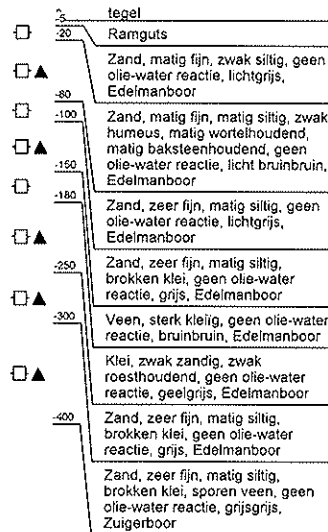 tegel
-5
Ramguts
-20
Zand, matig fijn, zwak siltig, geen
olie-water reactie, lichtgrijs,
Edelmanboor
-80
Zand, matig fijn, matig siltig, zwak
humeus, matig wortelhoudend,
-100
matig baksteenhoudend, geen
olie-water reactie, licht bruinbruin,
Edelmanboor
-150
-180
Zand, zeer fijn, matig siltig, geen
olie-water reactie, lichtgrijs,
Edelmanboor
Zand, zeer fijn, matig siltig,
brokken klei, geen olie-water
-250
reactie, grijs, Edelmanboor
Veen, sterk kleiïg, geen olie-water
-300
reactie, bruinbruin, Edelmanboor
Klei, zwak zandig, zwak
roesthoudend, geen olie-water
reactie, geelgrijs, Edelmanboor
-400
Zand, zeer fijn, matig siltig,
brokken klei, geen olie-water
reactie, grijs, Edelmanboor
Zand, zeer fijn, matig siltig,
brokken klei, sporen veen, geen
olie-water reactie, grijsgrijs,
Zuigerboor